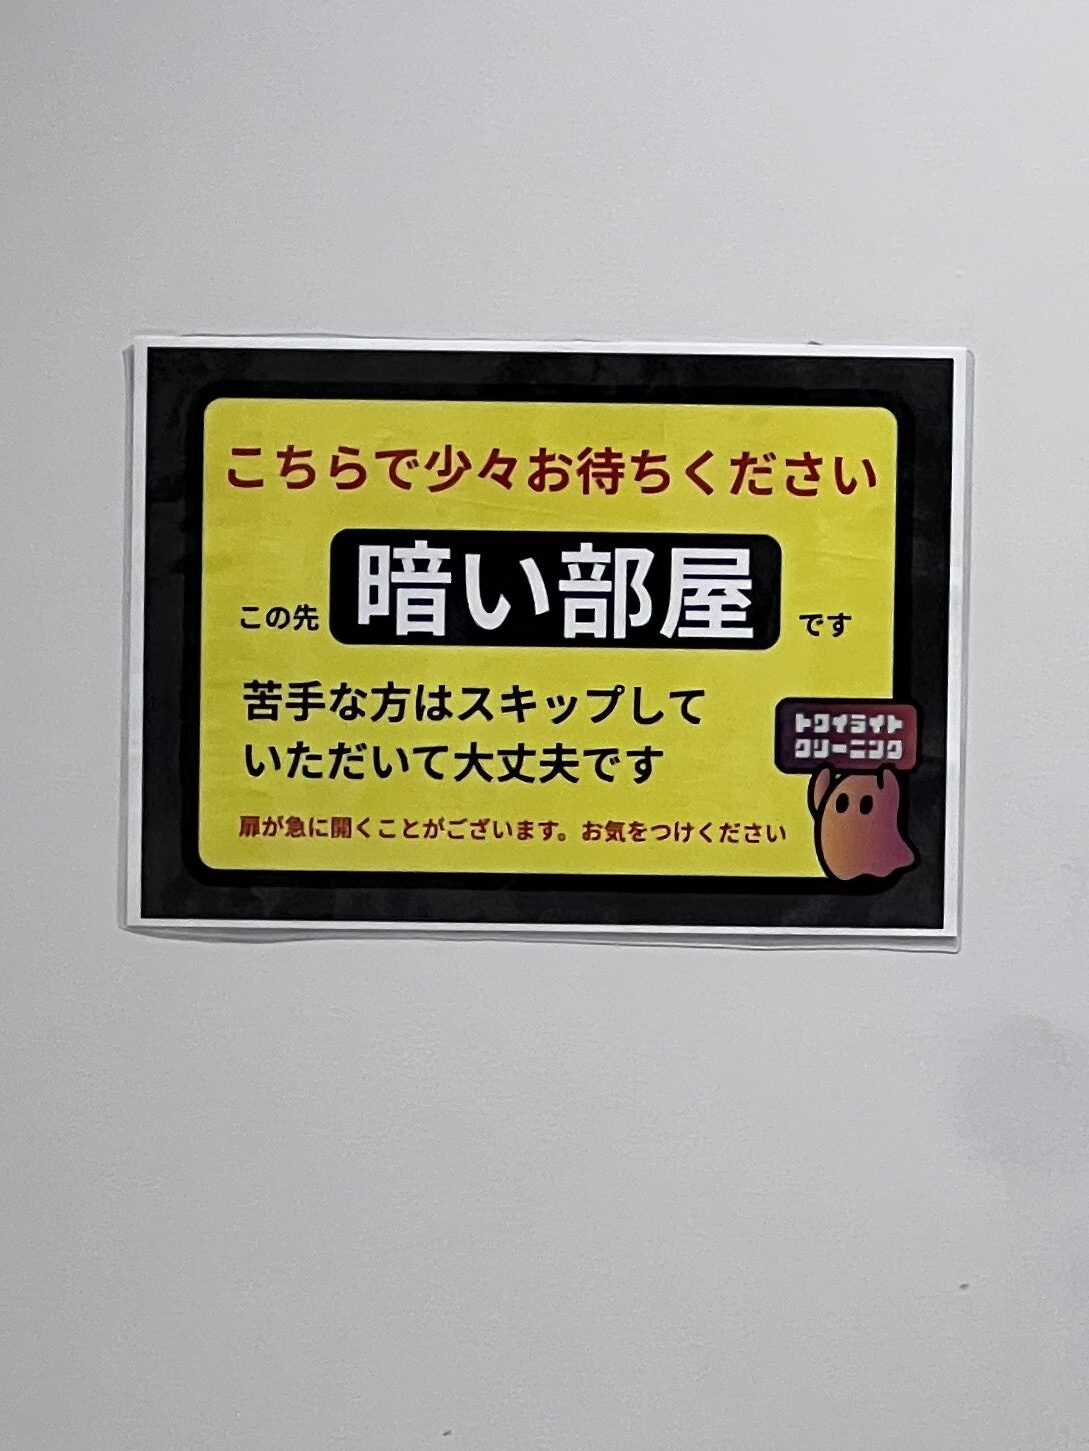 こちらで少々お待ちください
この先 暗い部屋 です
苦手な方はスキップして
いただいて大丈夫です
トワイライト
クリーニング
扉が急に開くことがございます。お気をつけください